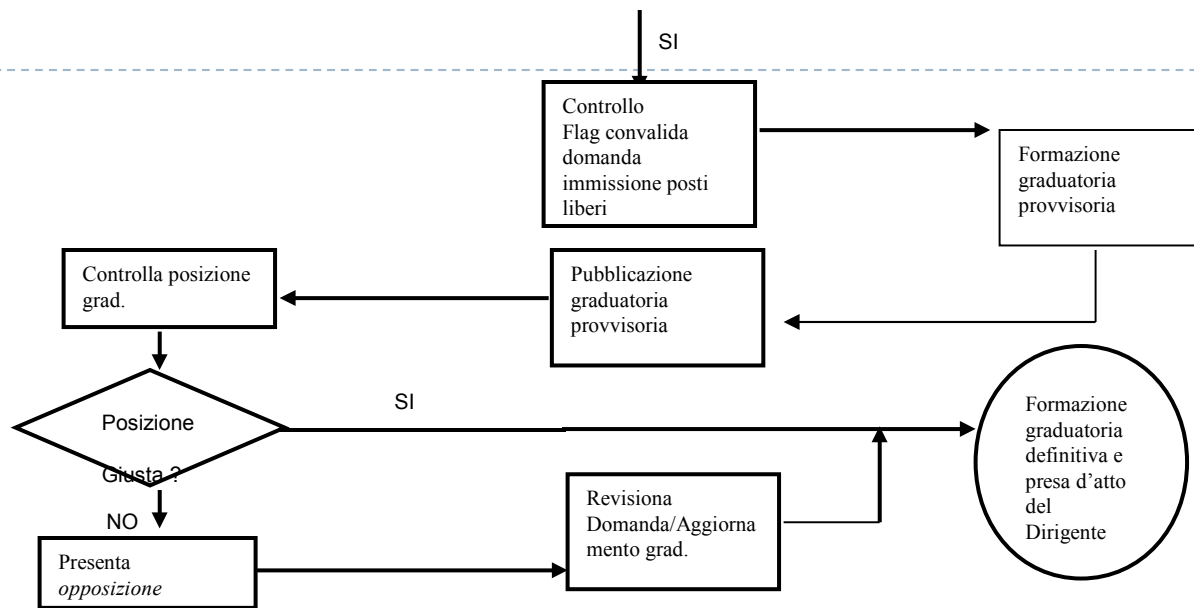 SI
Controllo
Flag convalida
domanda
immissione posti
liberi
Formazione
graduatoria
provvisoria
Controlla posizione
grad.
Pubblicazione
graduatoria
provvisoria
Posizione
Giusta ?
SI
NO
Formazione
graduatoria
definitiva e
presa d’atto
del
Dirigente
Revisiona
Domanda/Aggiorna
mento grad.
Presenta
opposizione